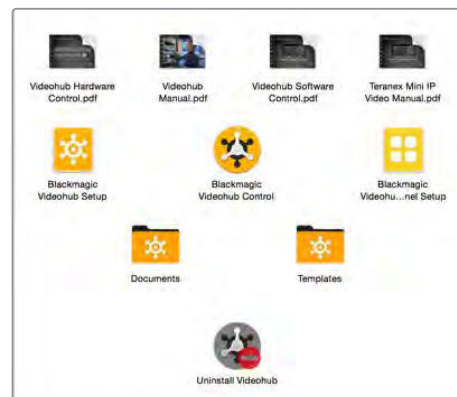 Videohub Hardware
Control.pdf
Videohub
Manual.pdf
Videohub Software
Control.pdf
Teranex Mini IP
Video Manual.pdf
Blackmagic
Videohub Setup
Blackmagic
Videohub Control
Blackmagic
Videohu...nel Setup
Documents
Templates
Uninstall Videohub